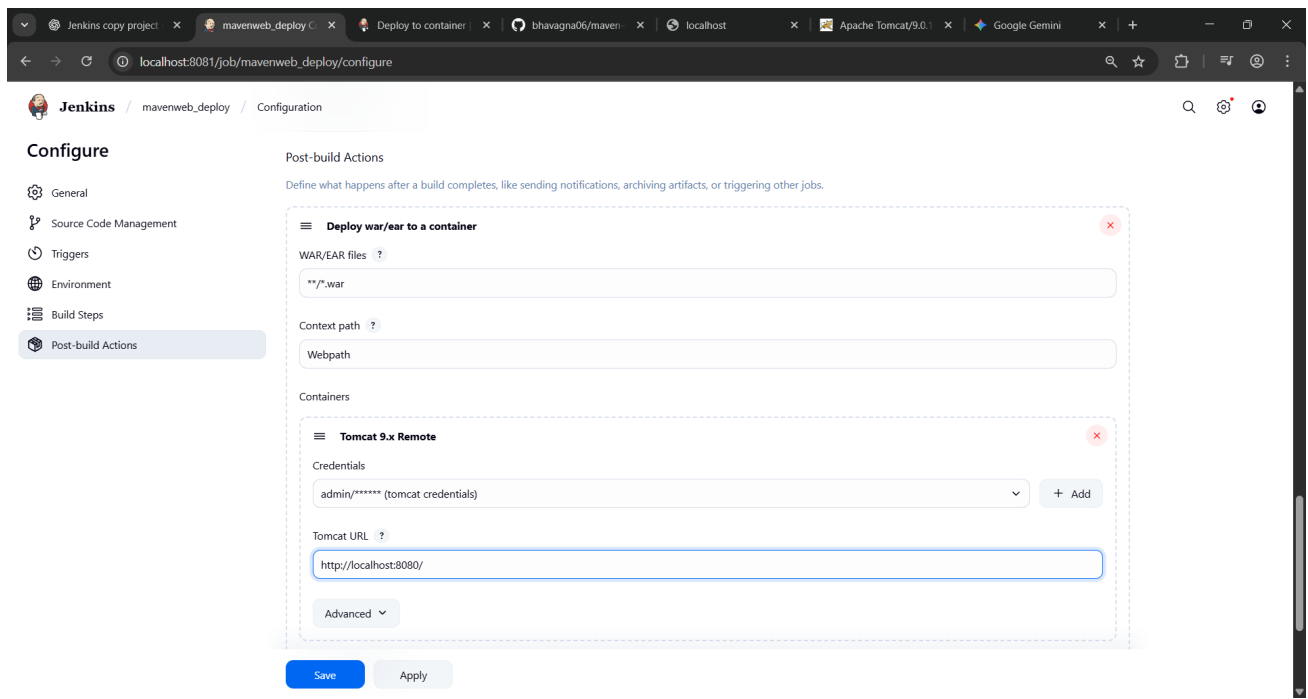 Jenkins copy project
mavenweb_deploy C
Deploy to container
bhavagna06/maven-
localhost
Apache Tomcat/9.0.1
Google Gemini
localhost:8081/job/mavenweb_deploy/configure
Jenkins / mavenweb_deploy / Configuration
Configure
General
Source Code Management
Triggers
Environment
Build Steps
Post-build Actions
Post-build Actions
Define what happens after a build completes, like sending notifications, archiving artifacts, or triggering other jobs.
Deploy war/ear to a container
WAR/EAR files ?
**/*.war
Context path ?
Webpath
Containers
Tomcat 9.x Remote
Credentials
admin/****** (tomcat credentials)
+ Add
Tomcat URL ?
http://localhost:8080/
Advanced
Save
Apply